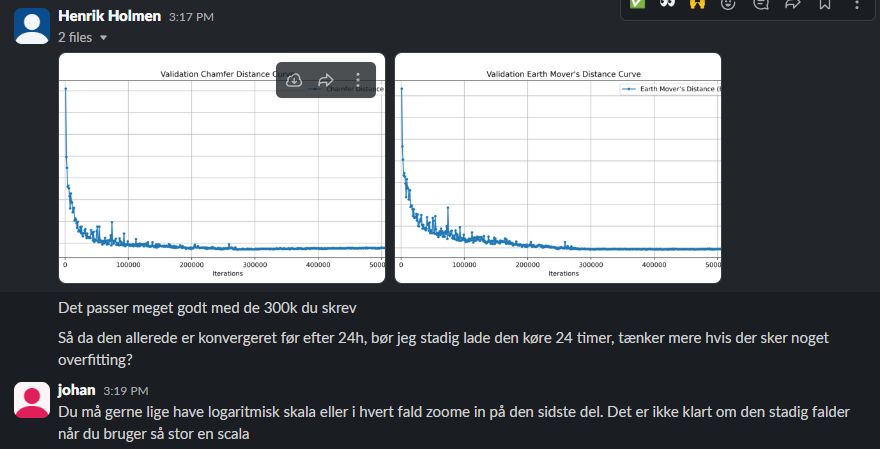 Henrik Holmen 3:17 PM
2 files
Validation Chamfer Distance Curve
Chamfer Distance
0 100000 200000 300000 400000 5000
Iterations
Validation Earth Mover's Distance Curve
Earth Mover's Distance (E
0 100000 200000 300000 400000 5000
Iterations
Det passer meget godt med de 300k du skrev
Så da den allerede er konvergeret før efter 24h, bør jeg stadig lade den køre 24 timer, tænker mere hvis der sker noget
overfitting?
johan 3:19 PM
Du må gerne lige have logaritmisk skala eller i hvert fald zoome in på den sidste del. Det er ikke klart om den stadig falder
når du bruger så stor en scala